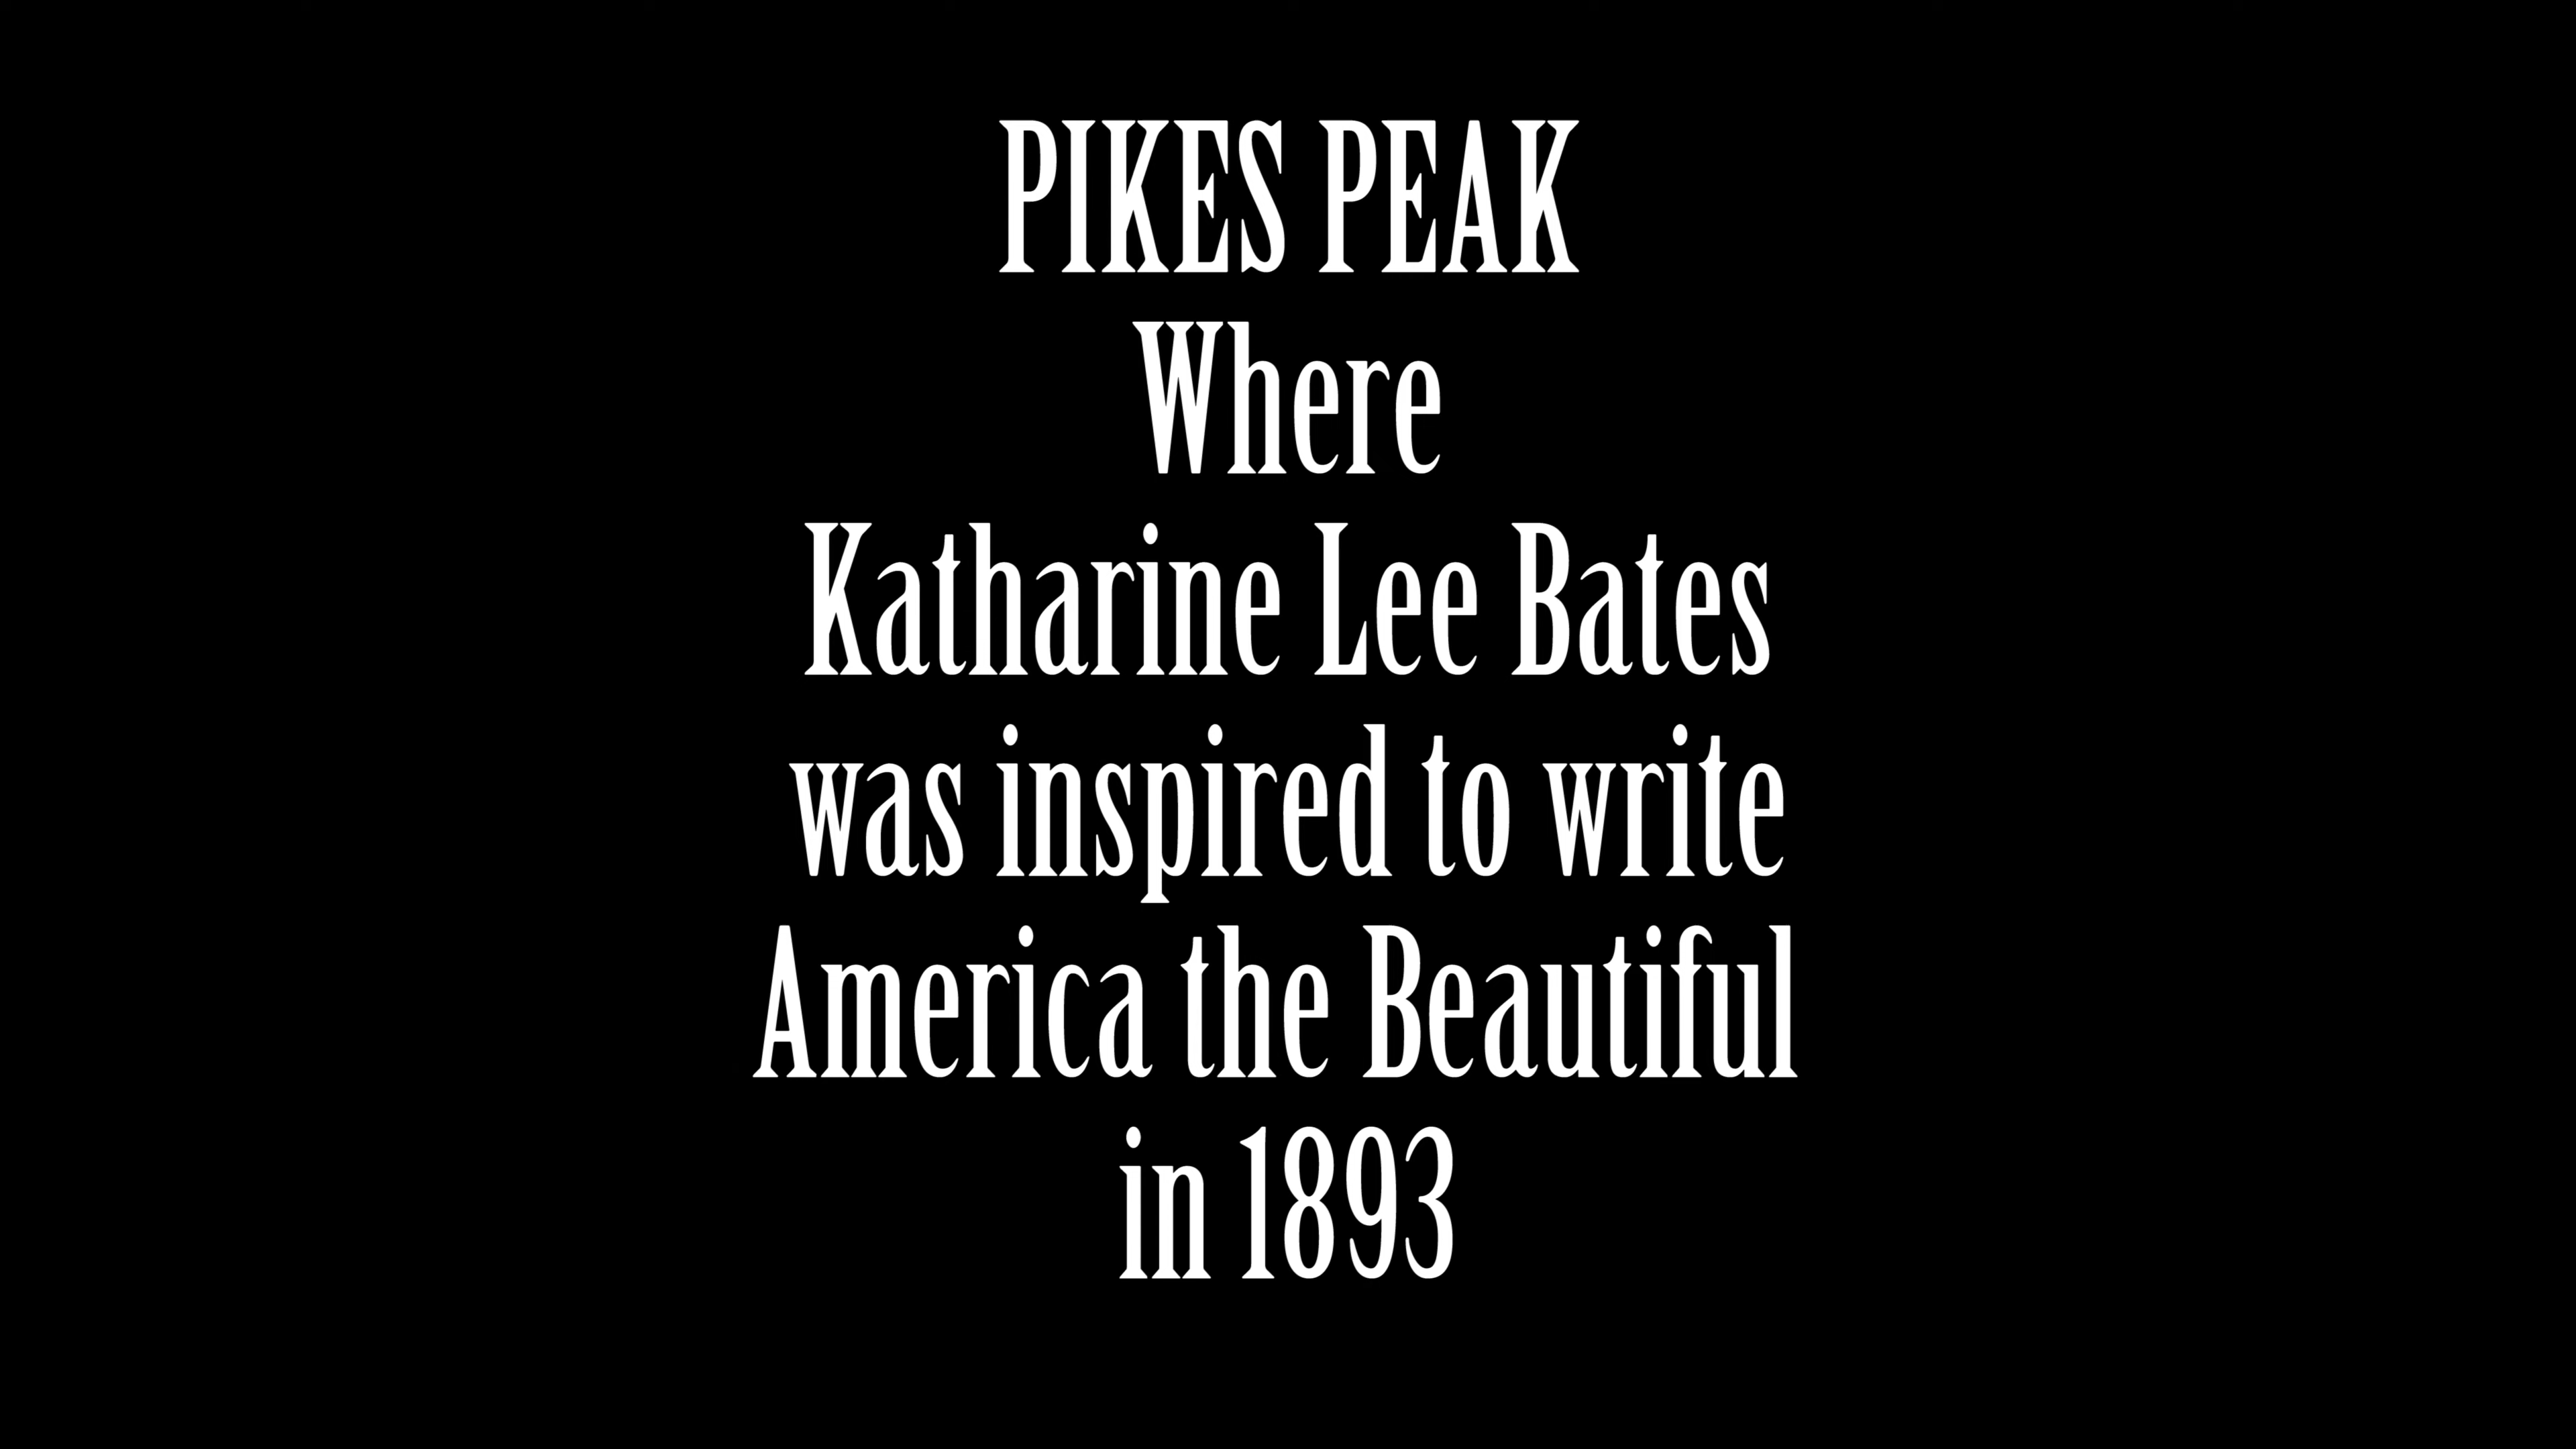 PIKES PEAK
Where
Katharine Lee Bates
was inspired to write
America the Beautiful
in 1893